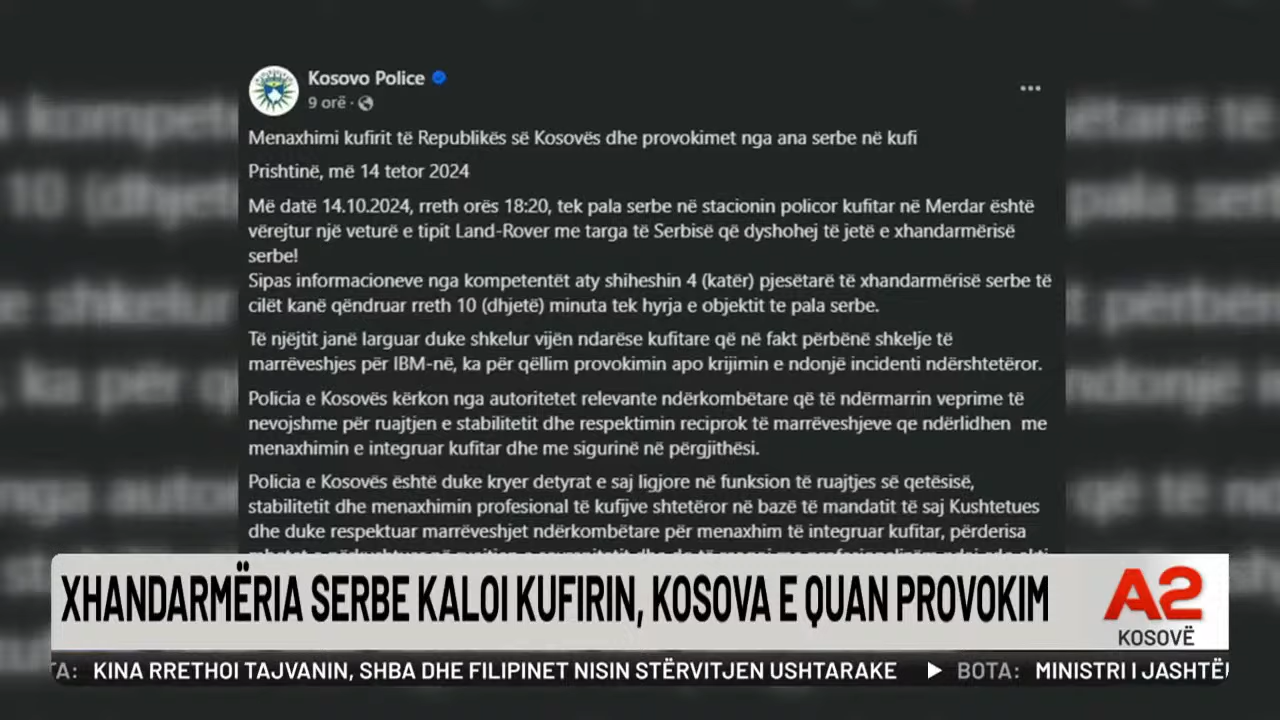 Kosovo Police
9 orë ·
Menaxhimi kufirit të Republikës së Kosovës dhe provokimet nga ana serbe në kufi
Prishtinë, më 14 tetor 2024
Më datë 14.10.2024, rreth orës 18:20, tek pala serbe në stacionin policor kufitar në Merdar është
vërejtur një veturë e tipit Land-Rover me targa të Serbisë që dyshohej të jetë e xhandarmërisë
serbe!
Sipas informacioneve nga kompetentët aty shiheshin 4 (katër) pjesëtarë të xhandarmërisë serbe të
cilët kanë qëndruar rreth 10 (dhjetë) minuta tek hyrja e objektit te pala serbe.
Të njëjtit janë larguar duke shkelur vijën ndarëse kufitare që në fakt përbënë shkelje të
marrëveshjes për IBM-në, ka për qëllim provokimin apo krijimin e ndonjë incidenti ndërshtetëror.
Policia e Kosovës kërkon nga autoritetet relevante ndërkombëtare që të ndërmarrin veprime të
nevojshme për ruajtjen e stabilitetit dhe respektimin reciprok të marrëveshjeve qe ndërlidhen me
menaxhimin e integruar kufitar dhe me sigurinë në përgjithësi.
Policia e Kosovës është duke kryer detyrat e saj ligjore në funksion të ruajtjes së qetësisë,
stabilitetit dhe menaxhimin profesional të kufijve shtetëror në bazë të mandatit të saj Kushtetues
dhe duke respektuar marrëveshjet ndërkombëtare për menaxhim të integruar kufitar, përderisa
XHANDARMËRIA SERBE KALOI KUFIRIN, KOSOVA E QUAN PROVOKIM
A2
KOSOVË
TA: KINA RRETHOI TAJVANIN, SHBA DHE FILIPINET NISIN STËRVITJEN USHTARAKE ▶ BOTA: MINISTRI I JASHTË